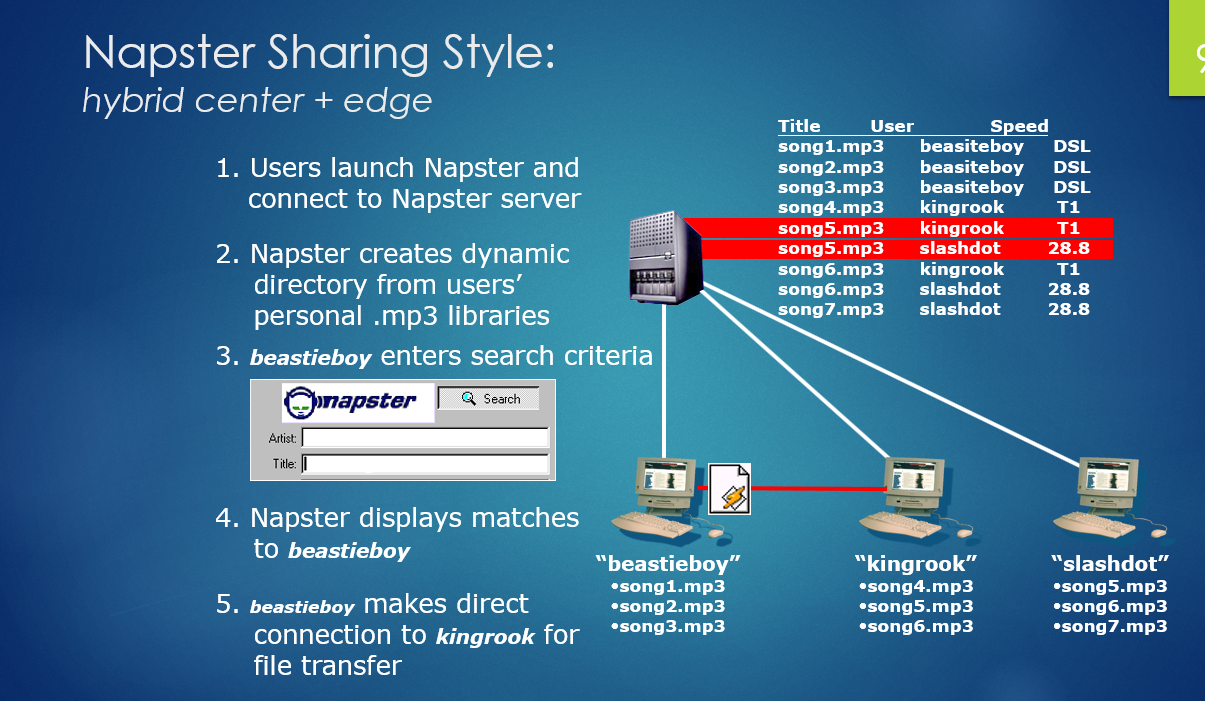 Napster Sharing Style:
hybrid center + edge
9
1. Users launch Napster and
connect to Napster server
2. Napster creates dynamic
directory from users’
personal .mp3 libraries
3. beastieboy enters search criteria
napster Search
Artist:
Title:
4. Napster displays matches
to beastieboy
5. beastieboy makes direct
connection to kingrook for
file transfer
Title User Speed
song1.mp3 beasiteboy DSL
song2.mp3 beasiteboy DSL
song3.mp3 beasiteboy DSL
song4.mp3 kingrook T1
song5.mp3 kingrook T1
song5.mp3 slashdot 28.8
song6.mp3 kingrook T1
song6.mp3 slashdot 28.8
song7.mp3 slashdot 28.8
“beastieboy”
•song1.mp3
•song2.mp3
•song3.mp3
“kingrook”
•song4.mp3
•song5.mp3
•song6.mp3
“slashdot”
•song5.mp3
•song6.mp3
•song7.mp3